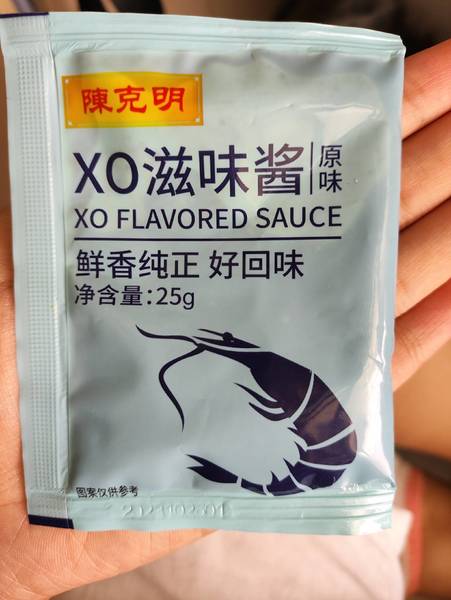 陳克明
XO滋味酱|原味
XO FLAVORED SAUCE
鲜香纯正 好回味
净含量:25g
图案仅供参考